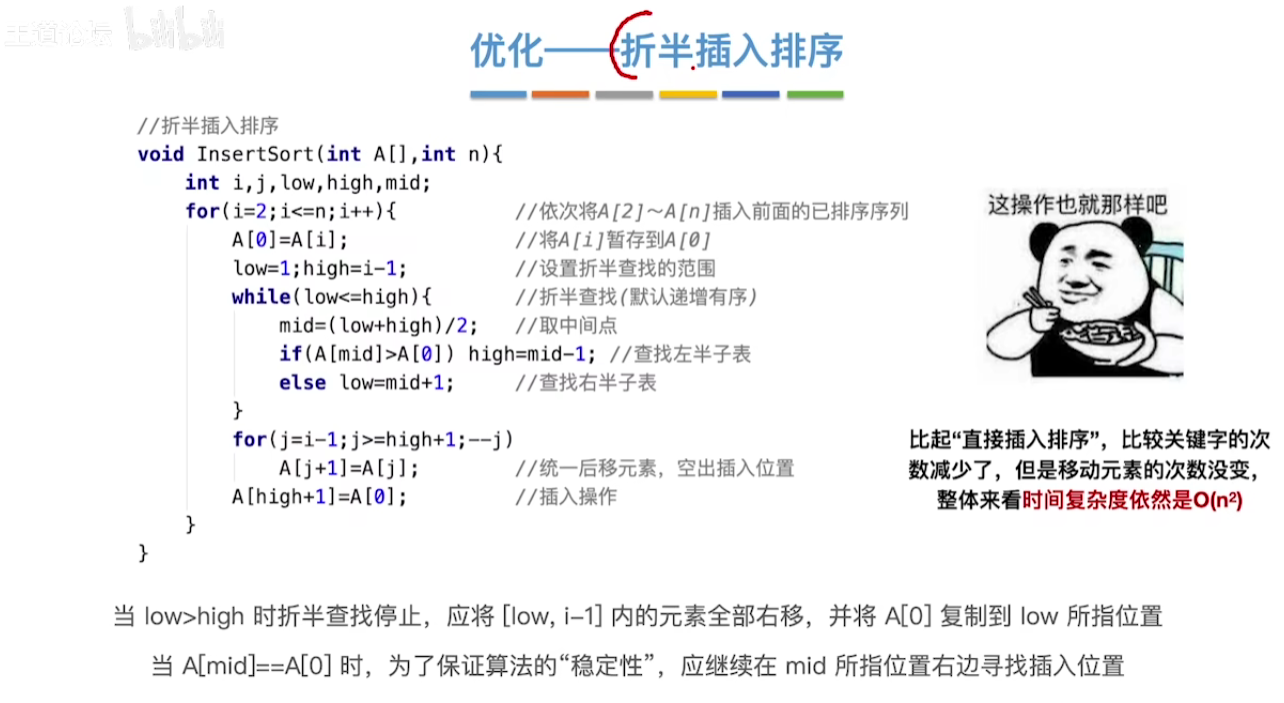 王道论坛 bilibili
优化——折半插入排序
//折半插入排序
void InsertSort(int A[],int n){
int i,j,low,high,mid;
for(i=2;i<=n;i++){ //依次将A[2]～A[n]插入前面的已排序序列
A[0]=A[i]; //将A[i]暂存到A[0]
low=1;high=i-1; //设置折半查找的范围
while(low<=high){ //折半查找(默认递增有序)
mid=(low+high)/2; //取中间点
if(A[mid]>A[0]) high=mid-1; //查找左半子表
else low=mid+1; //查找右半子表
}
for(j=i-1;j>=high+1;--j)
A[j+1]=A[j]; //统一后移元素，空出插入位置
A[high+1]=A[0]; //插入操作
}
}
这操作也就那样吧
比起“直接插入排序”，比较关键字的次
数减少了，但是移动元素的次数没变，
整体来看时间复杂度依然是O(n²)
当 low>high 时折半查找停止，应将 [low, i-1] 内的元素全部右移，并将 A[0] 复制到 low 所指位置
当 A[mid]==A[0] 时，为了保证算法的“稳定性”，应继续在 mid 所指位置右边寻找插入位置